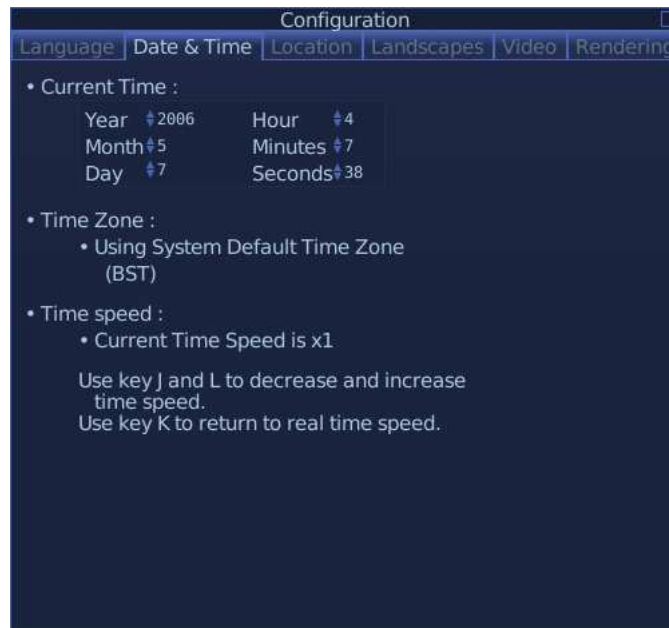 Configuration
Language Date & Time Location Landscapes Video Rendering
• Current Time :
Year 2006 Hour 4
Month 5 Minutes 7
Day 7 Seconds 38
• Time Zone :
• Using System Default Time Zone
(BST)
• Time speed :
• Current Time Speed is x1
Use key J and L to decrease and increase
time speed.
Use key K to return to real time speed.